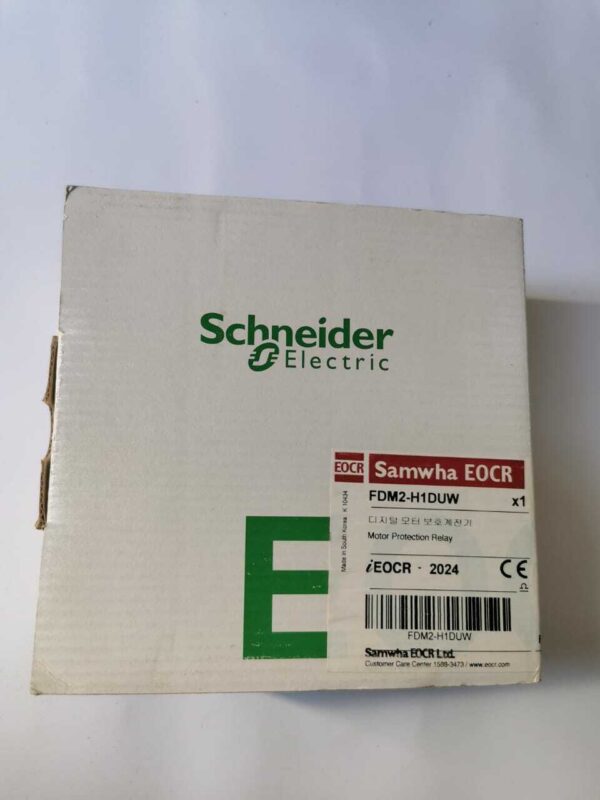 Schneider
Electric
E
EOCR
Samwha EOCR
FDM2-H1DUW x1
디지털 모터 보호계전기
Motor Protection Relay
Made in South Korea K 10424
iEOCR - 2024 CE
FDM2-H1DUW
Samwha EOCR Ltd.
Customer Care Center 1588-3473 / www.eocr.com